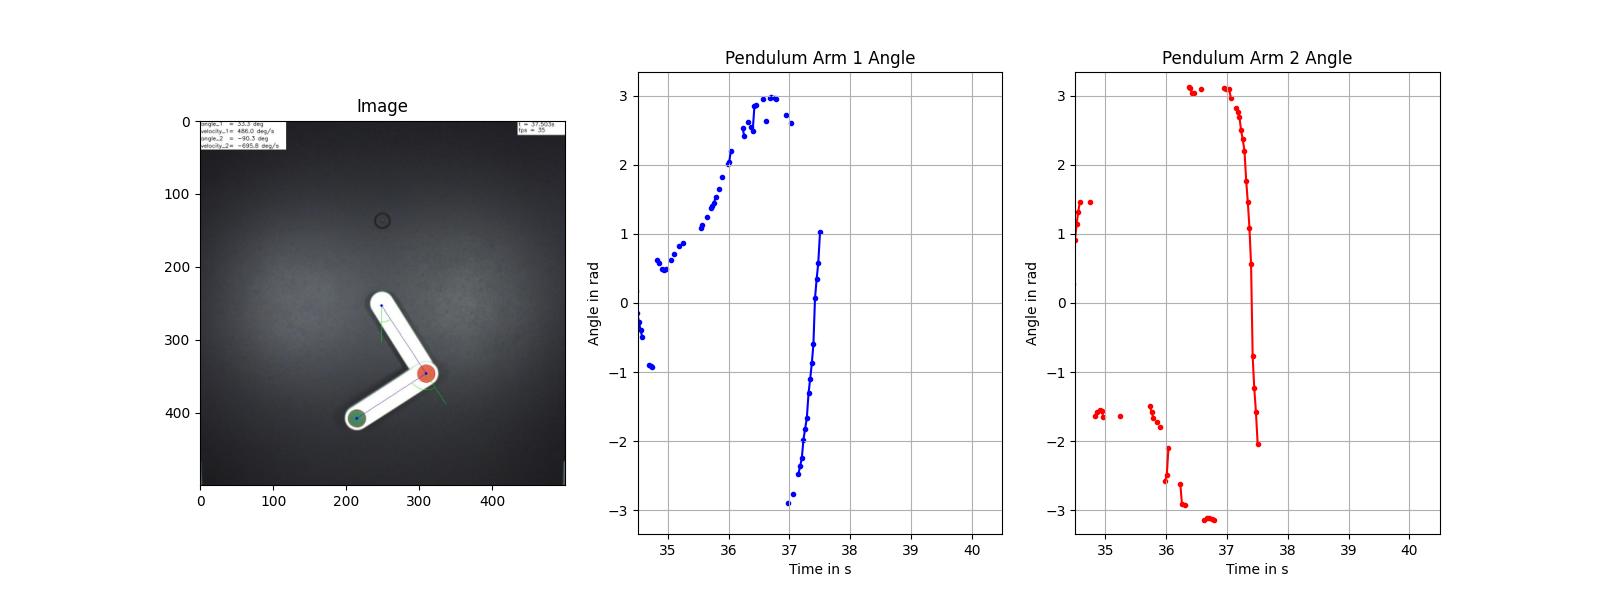 Image
angle_1 = 33.3 deg
velocity_1= 486.0 deg/s
angle_2 = -90.3 deg
velocity_2= -695.8 deg/s
t = 37.503s
fps = 35
0
100
200
300
400
0 100 200 300 400
Pendulum Arm 1 Angle
Angle in rad
3
2
1
0
−1
−2
−3
35 36 37 38 39 40
Time in s
Pendulum Arm 2 Angle
Angle in rad
3
2
1
0
−1
−2
−3
35 36 37 38 39 40
Time in s